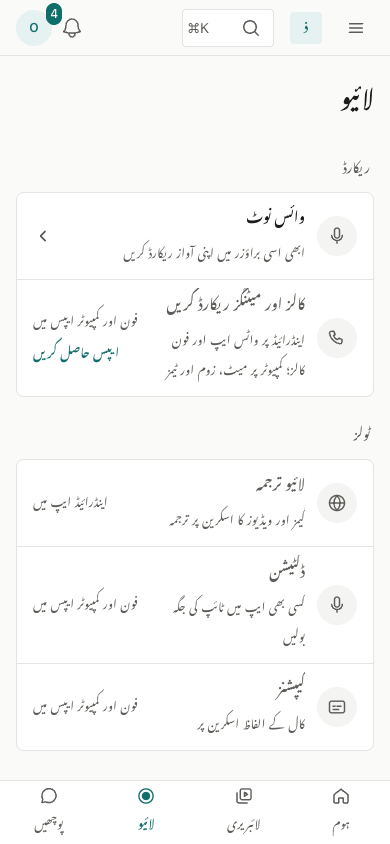 ذ
⌘K
4
O
لائیو
ریکارڈ
وائس نوٹ
ابھی اسی براؤزر میں اپنی آواز ریکارڈ کریں
کالز اور میٹنگز ریکارڈ کریں
اینڈرائیڈ پر واٹس ایپ اور فون
کالز؛ کمپیوٹر پر میٹ، زوم اور ٹیمز
فون اور کمپیوٹر ایپس میں
ایپس حاصل کریں
ٹولز
لائیو ترجمہ
گیمز اور ویڈیوز کا اسکرین پر ترجمہ
اینڈرائیڈ ایپ میں
ڈکٹیشن
کسی بھی ایپ میں ٹائپ کی جگہ
بولیں
فون اور کمپیوٹر ایپس میں
کیپشنز
کال کے الفاظ اسکرین پر
فون اور کمپیوٹر ایپس میں
ہوم
لائبریری
لائیو
پوچھیں